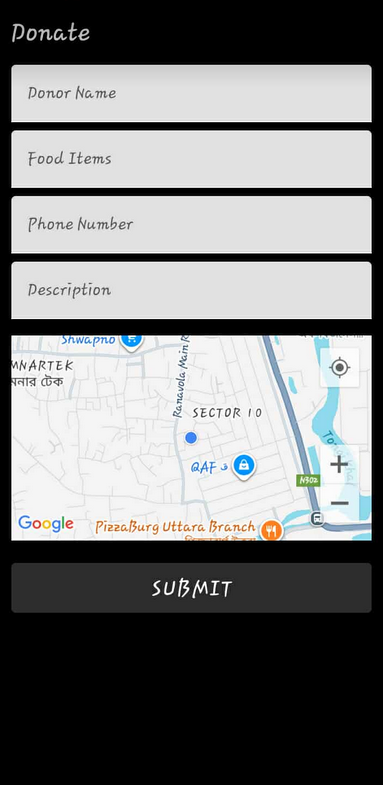 Donate
Donor Name
Food Items
Phone Number
Description
Shwapno
MNARTEK
মনার টেক
Ranavola Main R
SECTOR 10
QAF ق
N302
Google
PizzaBurg Uttara Branch
SUBMIT